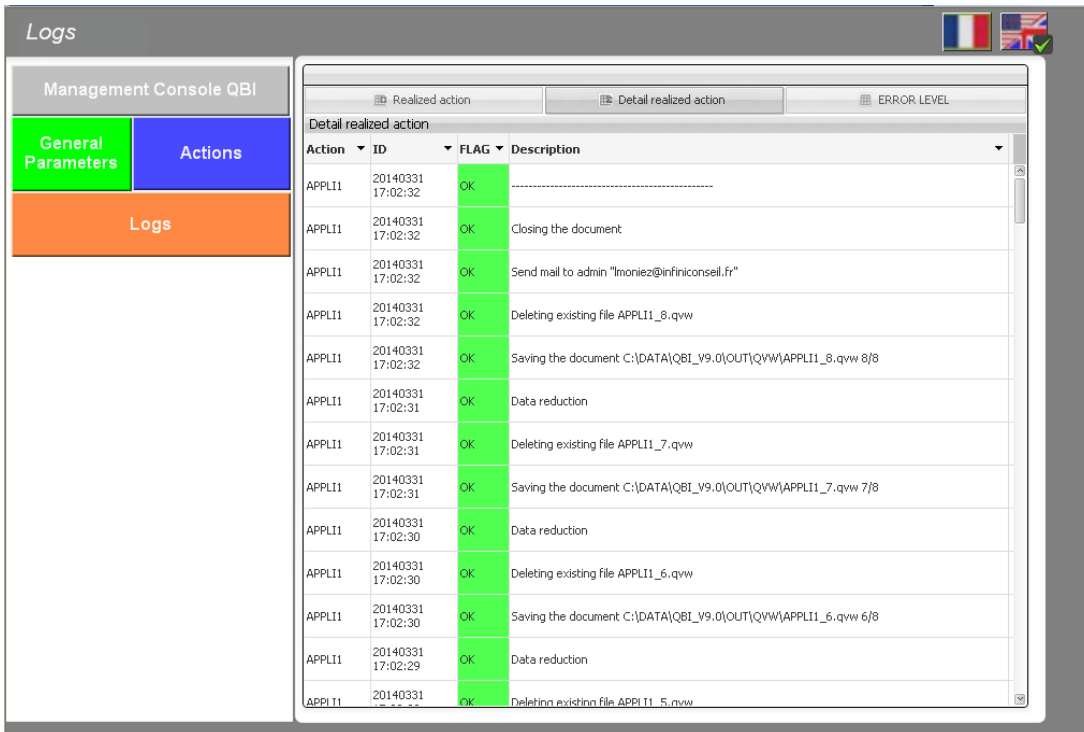 Logs
Management Console QBI
General Parameters
Actions
Logs
Realized action
Detail realized action
ERROR LEVEL
Detail realized action
Action ID FLAG Description
APPLI1 20140331 17:02:32 OK -----------------------------------------------
APPLI1 20140331 17:02:32 OK Closing the document
APPLI1 20140331 17:02:32 OK Send mail to admin "lmoniez@infiniconseil.fr"
APPLI1 20140331 17:02:32 OK Deleting existing file APPLI1_8.qvw
APPLI1 20140331 17:02:32 OK Saving the document C:\DATA\QBI_V9.0\OUT\QVW\APPLI1_8.qvw 8/8
APPLI1 20140331 17:02:31 OK Data reduction
APPLI1 20140331 17:02:31 OK Deleting existing file APPLI1_7.qvw
APPLI1 20140331 17:02:31 OK Saving the document C:\DATA\QBI_V9.0\OUT\QVW\APPLI1_7.qvw 7/8
APPLI1 20140331 17:02:30 OK Data reduction
APPLI1 20140331 17:02:30 OK Deleting existing file APPLI1_6.qvw
APPLI1 20140331 17:02:30 OK Saving the document C:\DATA\QBI_V9.0\OUT\QVW\APPLI1_6.qvw 6/8
APPLI1 20140331 17:02:29 OK Data reduction
APPLI1 20140331 OK Deleting existing file APPLI1_5.qvw